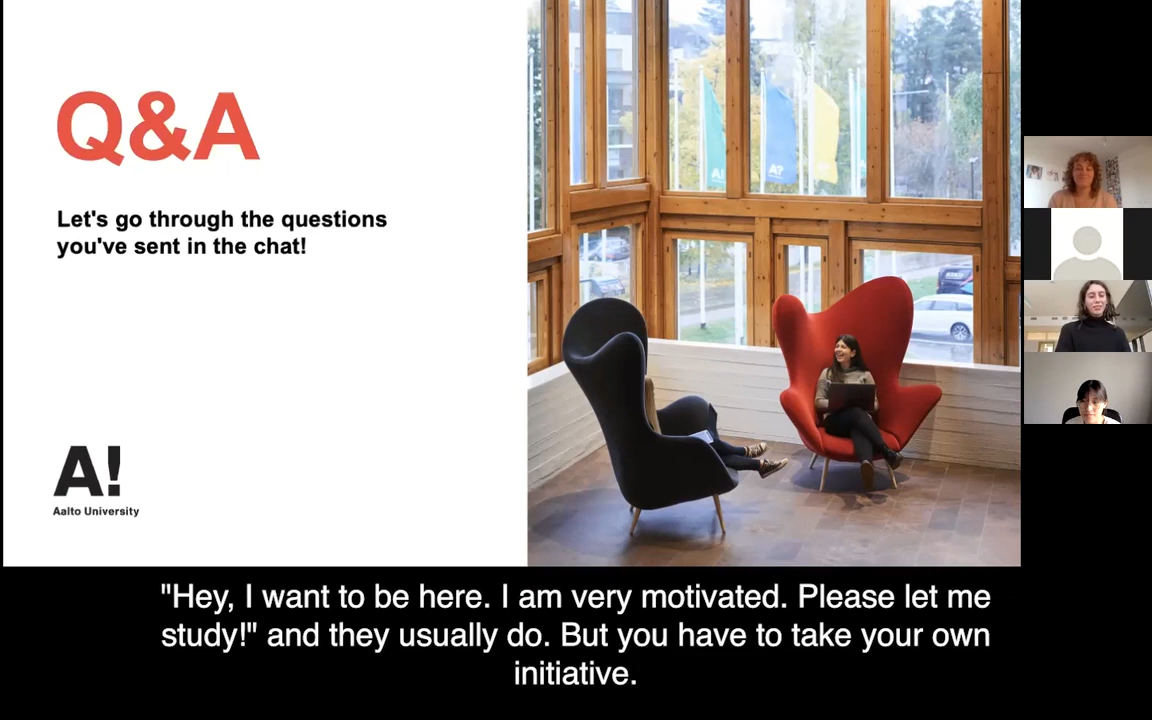 Q&A
Let's go through the questions
you've sent in the chat!
A!
Aalto University
A!
A?
"Hey, I want to be here. I am very motivated. Please let me
study!" and they usually do. But you have to take your own
initiative.